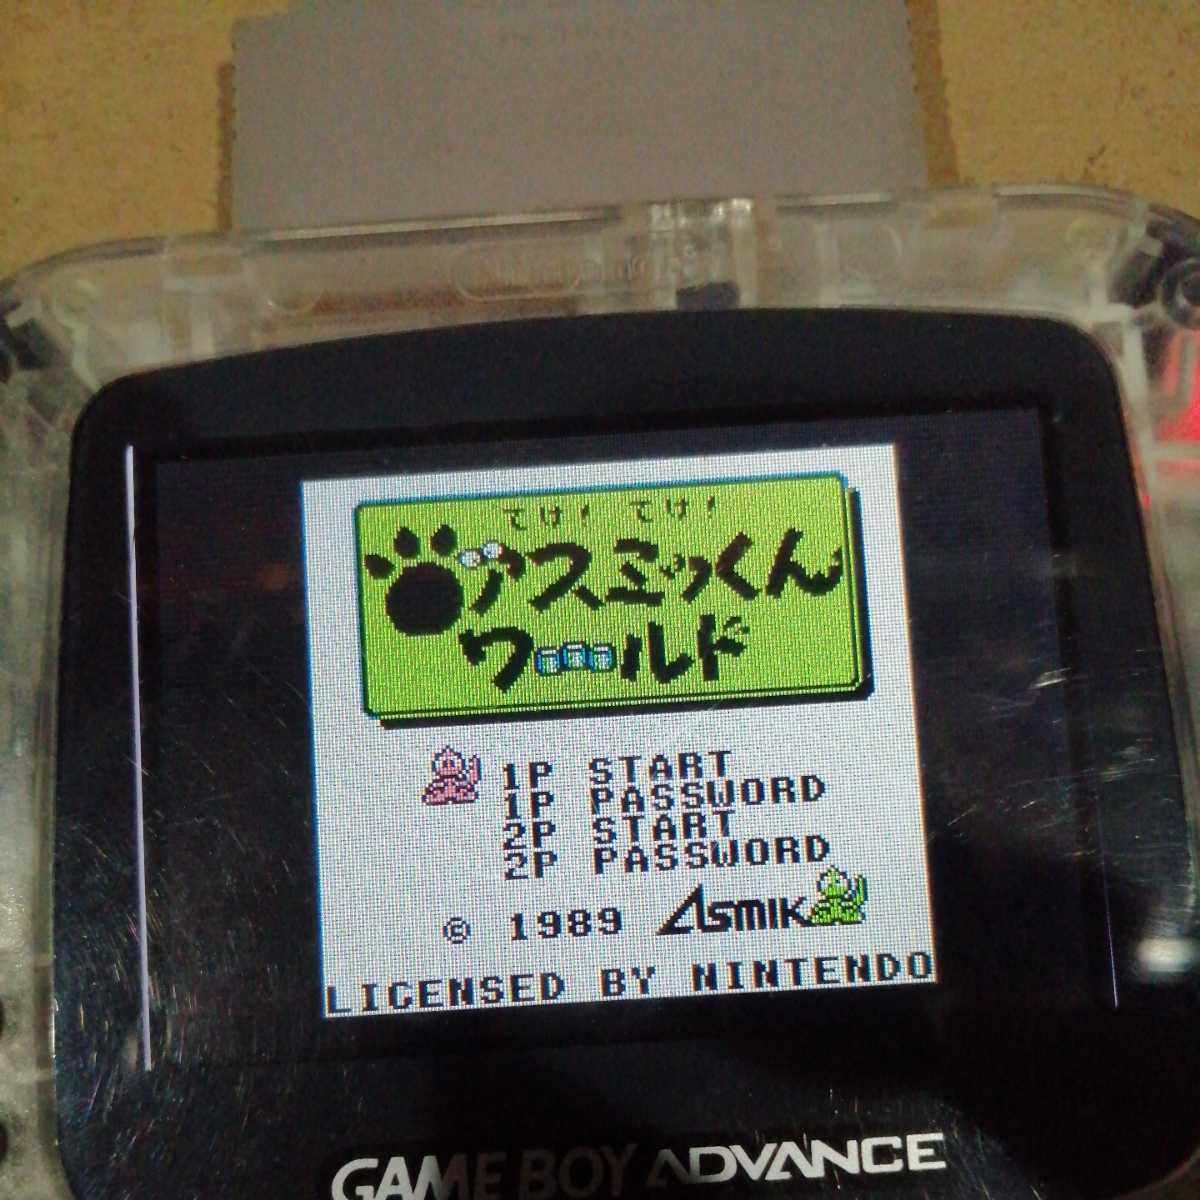 てけ! てけ!
アスミっくん
ワールド
1P START
1P PASSWORD
2P START
2P PASSWORD
© 1989 ASMIK
LICENSED BY NINTENDO
GAME BOY ADVANCE